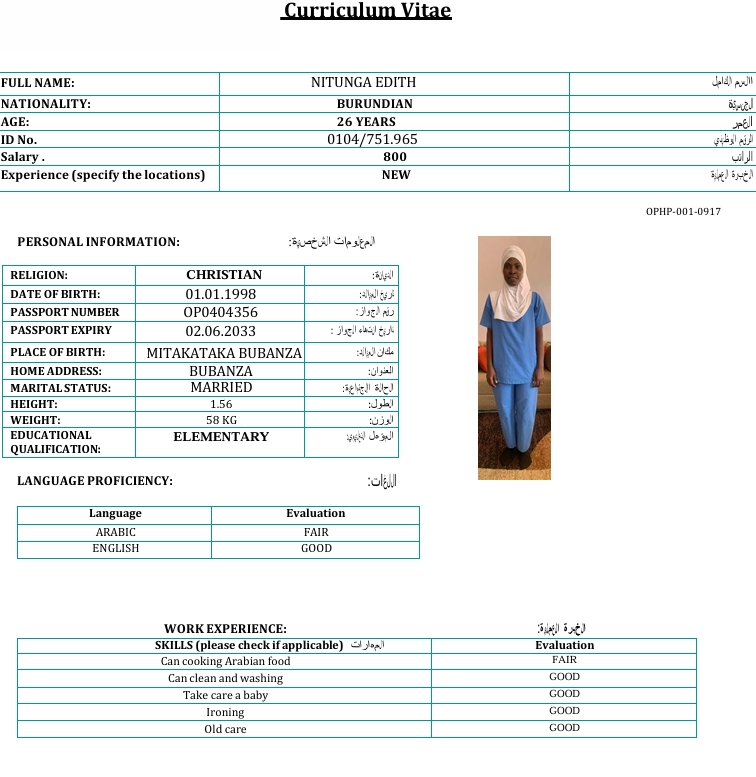 Curriculum Vitae
FULL NAME: NITUNGA EDITH الاسم الكامل
NATIONALITY: BURUNDIAN الجنسية
AGE: 26 YEARS العمر
ID No. 0104/751.965 الرقم الوظيفي
Salary . 800 الراتب
Experience (specify the locations) NEW الخبرة العملية
OPHP-001-0917
PERSONAL INFORMATION: المعلومات الشخصية:
RELIGION: CHRISTIAN الديانة:
DATE OF BIRTH: 01.01.1998 تاريخ الميلاد:
PASSPORT NUMBER OP0404356 رقم الجواز:
PASSPORT EXPIRY 02.06.2033 تاريخ انتهاء الجواز :
PLACE OF BIRTH: MITAKATAKA BUBANZA مكان الميلاد:
HOME ADDRESS: BUBANZA العنوان:
MARITAL STATUS: MARRIED الحالة الاجتماعية:
HEIGHT: 1.56 الطول:
WEIGHT: 58 KG الوزن:
EDUCATIONAL QUALIFICATION: ELEMENTARY المؤهل التعليمي:
LANGUAGE PROFICIENCY: اللغات:
Language Evaluation
ARABIC FAIR
ENGLISH GOOD
WORK EXPERIENCE: الخبرة العملية:
SKILLS (please check if applicable) المهارات Evaluation
Can cooking Arabian food FAIR
Can clean and washing GOOD
Take care a baby GOOD
Ironing GOOD
Old care GOOD